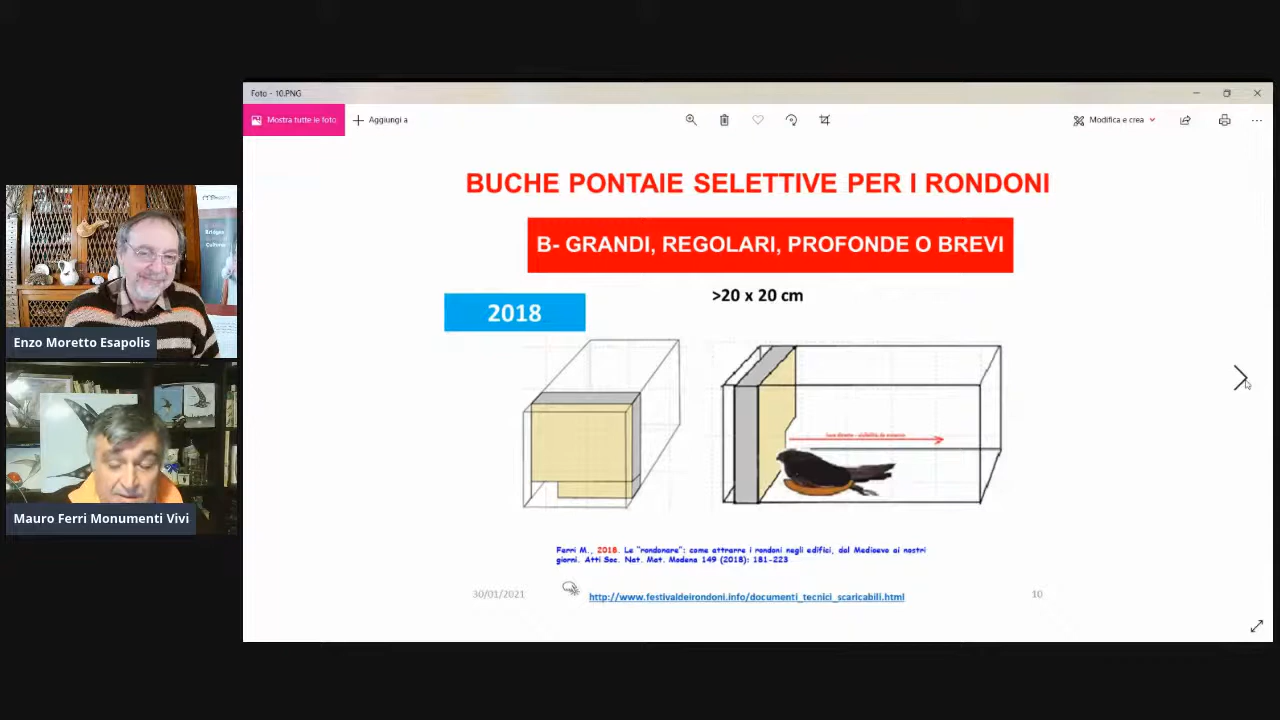 Foto - 10.PNG
Mostra tutte le foto
Aggiungi a
Modifica e crea
BUCHE PONTAIE SELETTIVE PER I RONDONI
B- GRANDI, REGOLARI, PROFONDE O BREVI
>20 x 20 cm
2018
Enzo Moretto Esapolis
Mauro Ferri Monumenti Vivi
Ferri M., 2018. Le "rondonare": come attrarre i rondoni negli edifici, dal Medioevo ai nostri
giorni. Atti Soc. Nat. Mat. Modena 149 (2018): 181-223
30/01/2021
http://www.festivaldeirondoni.info/documenti_tecnici_scaricabili.html
10